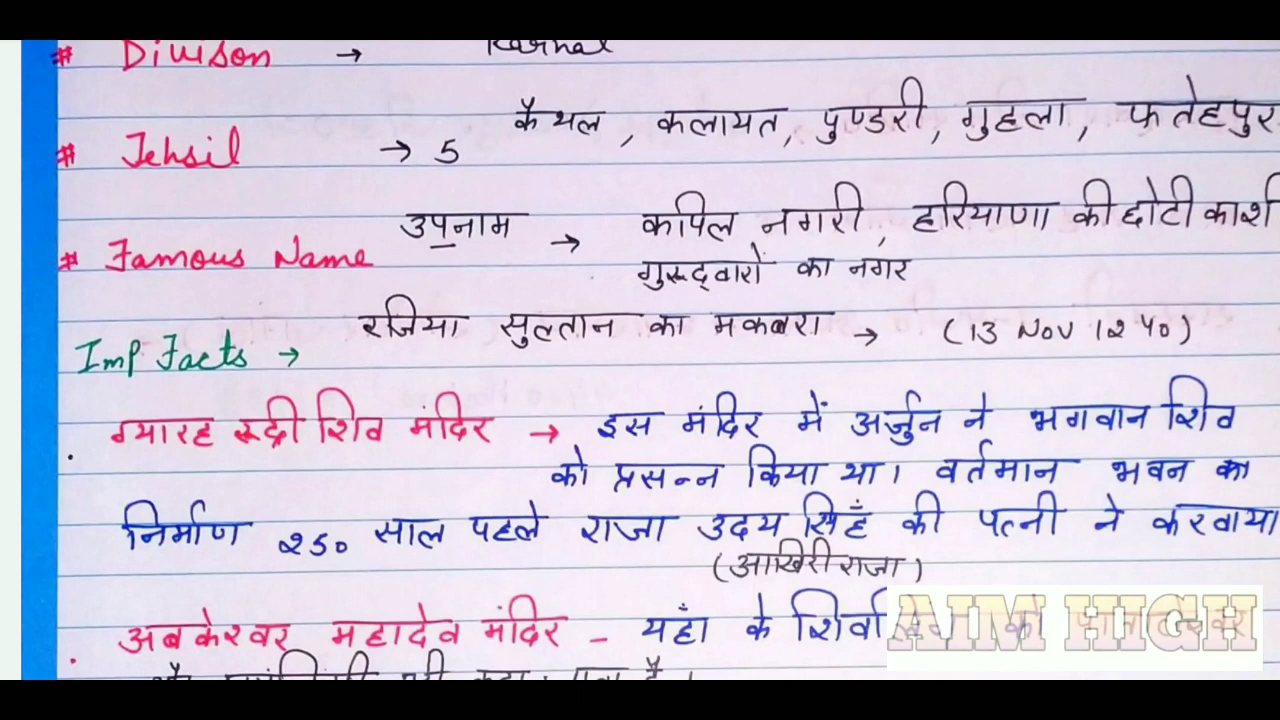 # Divison →
कैथल, कलायत, पुण्डरी, गुहला, फतेहपुर
# Tehsil → 5
उपनाम → कपिल नगरी, हरियाणा की छोटी काशी
# Famous Name
गुरूद्वारों का नगर
रजिया सुल्तान का मकबरा → (13 Nov 1240)
Imp Facts →
ग्यारह रूद्री शिव मंदिर → इस मंदिर में अर्जुन ने भगवान शिव
को प्रसन्न किया था। वर्तमान भवन का
निर्माण 250 साल पहले राजा उदय सिहँ की पत्नी ने करवाया
(आखिरी राजा)
अबकेश्वर महादेव मंदिर - यहाँ के
AIM HIGH